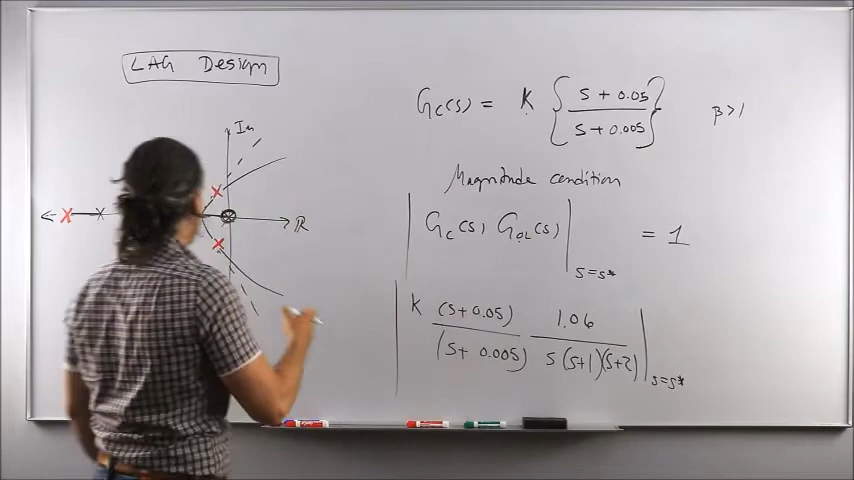 LAG Design
Im
ℝ
Gc(s) = K { s + 0.05 / s + 0.005 } β > 1
Magnitude condition
| Gc(s) GOL(s) | s=s* = 1
| K (s+0.05) / (s+ 0.005) 1.06 / s(s+1)(s+2) | s=s*